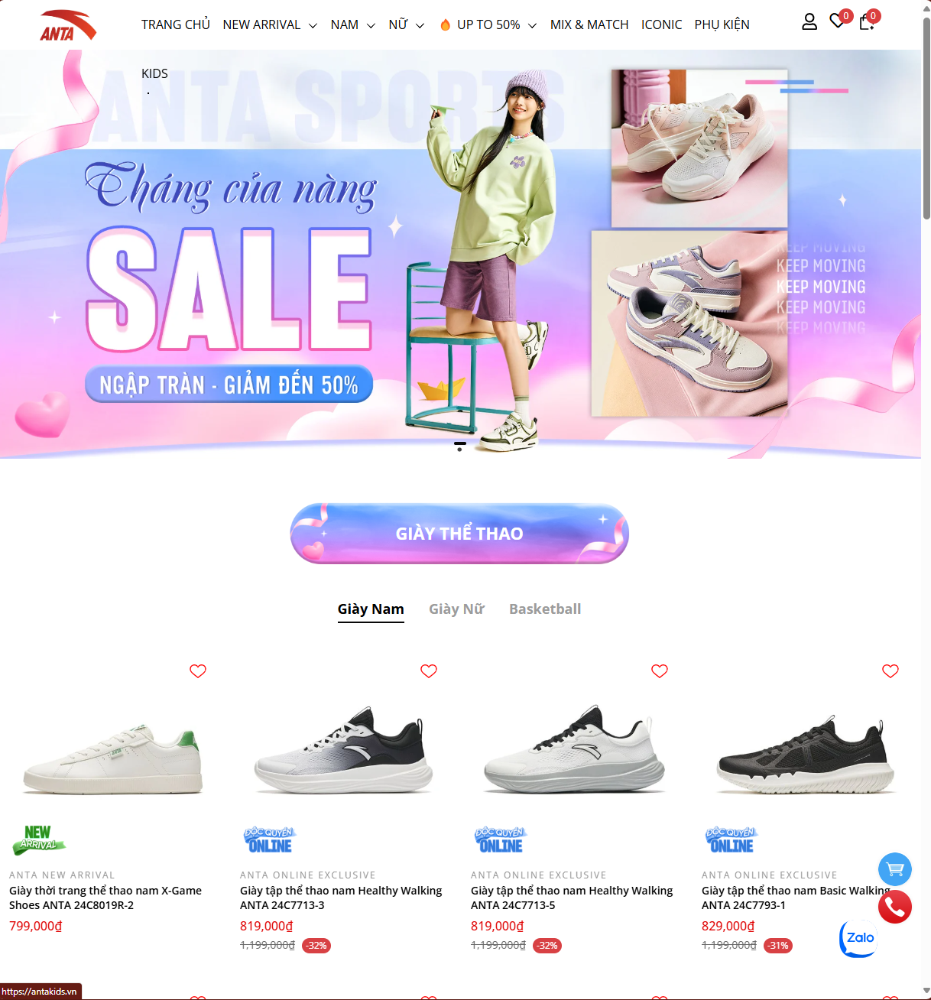 ANTA
TRANG CHỦ NEW ARRIVAL NAM NỮ UP TO 50% MIX & MATCH ICONIC PHỤ KIỆN
0 0
KIDS
ANTA SPORTS
Tháng của nàng
SALE
NGẬP TRÀN - GIẢM ĐẾN 50%
KEEP MOVING
KEEP MOVING
KEEP MOVING
KEEP MOVING
KEEP MOVING
GIÀY THỂ THAO
Giày Nam Giày Nữ Basketball
NEW ARRIVAL
ANTA NEW ARRIVAL
Giày thời trang thể thao nam X-Game
Shoes ANTA 24C8019R-2
799,000₫
ĐỘC QUYỀN
ONLINE
ANTA ONLINE EXCLUSIVE
Giày tập thể thao nam Healthy Walking
ANTA 24C7713-3
819,000₫
1,199,000₫ -32%
ĐỘC QUYỀN
ONLINE
ANTA ONLINE EXCLUSIVE
Giày tập thể thao nam Healthy Walking
ANTA 24C7713-5
819,000₫
1,199,000₫ -32%
ĐỘC QUYỀN
ONLINE
ANTA ONLINE EXCLUSIVE
Giày tập thể thao nam Basic Walking
ANTA 24C7793-1
829,000₫
1,199,000₫ -31%
Zalo
https://antakids.vn